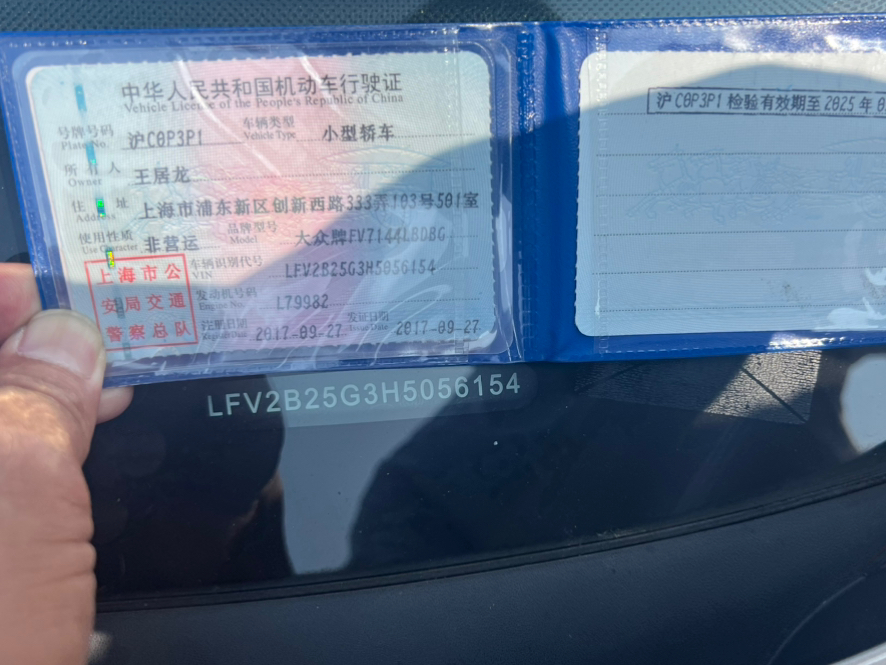 中华人民共和国机动车行驶证
Vehicle License of the People's Republic of China
号牌号码 Plate No. 沪C0P3P1 车辆类型 Vehicle Type 小型轿车
所有人 Owner 王居龙
住址 Address 上海市浦东新区创新西路333弄103号501室
使用性质 Use Character 非营运 品牌型号 Model 大众牌FV7144LBDBG
车辆识别代号 VIN LFV2B25G3H5056154
发动机号码 Engine No. L79982
注册日期 Register Date 2017-09-27 发证日期 Issue Date 2017-09-27
上海市公
安局交通
警察总队
沪C0P3P1 检验有效期至 2025 年 0
LFV2B25G3H5056154